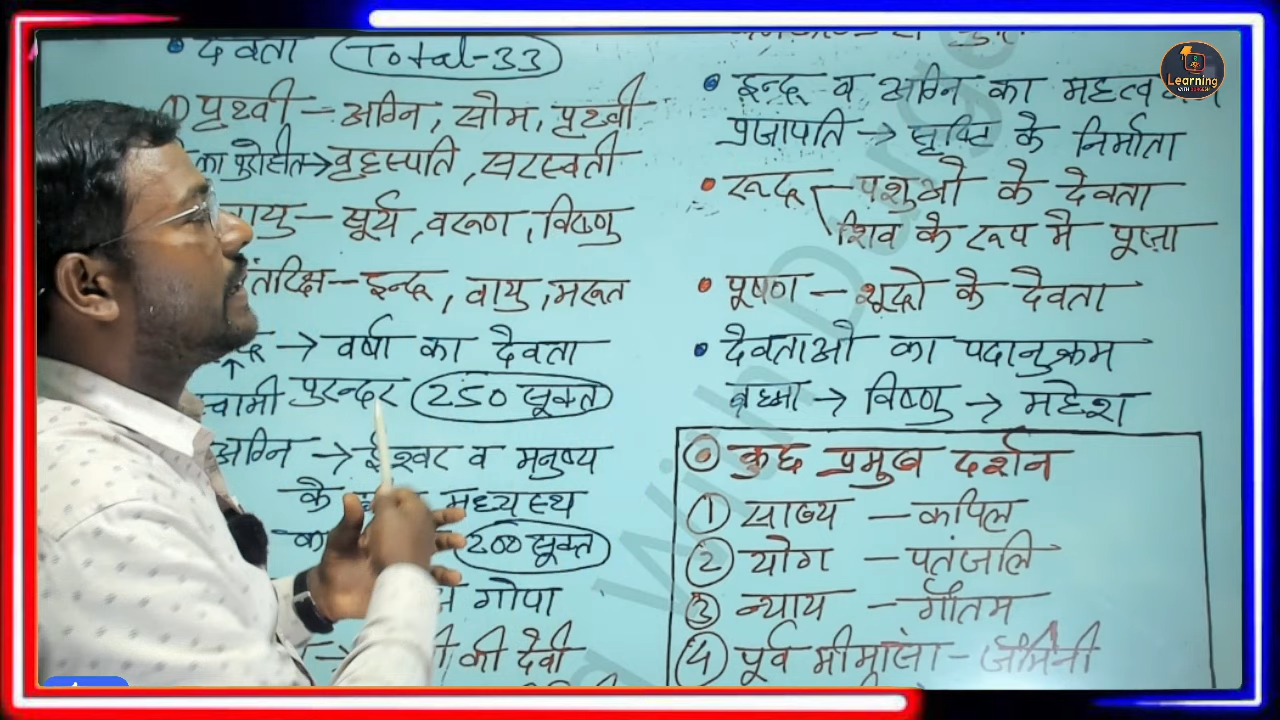 • देवता (Total-33)
① पृथ्वी – अग्नि, सोम, पृथ्वी
का पुरोहीत→ वृहस्पति, सरस्वती
वायु – सूर्य, वरूण, विष्णु
तरिक्ष – इन्द्र, वायु, मरूत
→ वर्षा का देवता
पुरन्दर (250 सूक्त)
अग्नि → ईश्वर व मनुष्य
के मध्यस्थ
का (200 सूक्त)
गोपा
→ की देवी
• इन्द्र व अग्नि का महत्व
प्रजापति → सृष्टि के निर्माता
• रूद्र – पशुओ के देवता
शिव के रूप मे पूजा
• पूषण – शूद्रो के देवता
• देवताओ का पदानुक्रम
ब्रह्मा → विष्णु → महेश
⊙ कुछ प्रमुख दर्शन
① सांख्य – कपिल
② योग – पतंजलि
③ न्याय – गौतम
④ पूर्व मीमांसा – जैमिनी
Learning